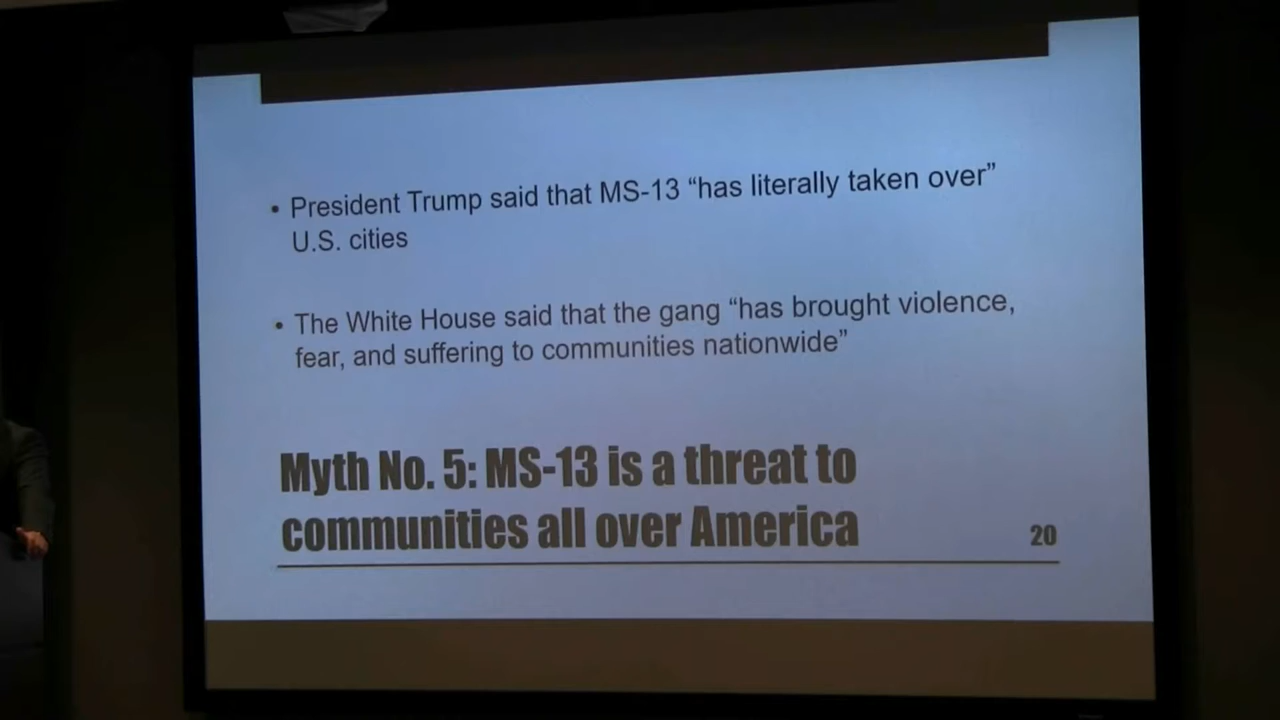 • President Trump said that MS-13 “has literally taken over”
U.S. cities
• The White House said that the gang “has brought violence,
fear, and suffering to communities nationwide”
Myth No. 5: MS-13 is a threat to
communities all over America
20